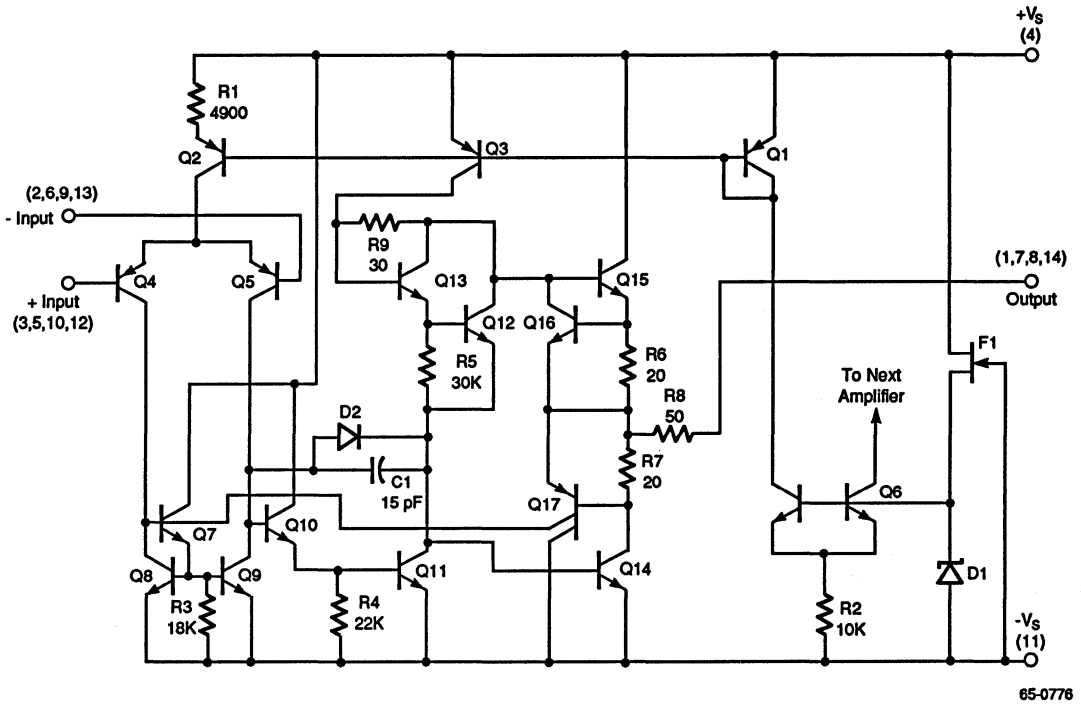 +VS
(4)
R1
4900
Q2
Q3
Q1
(2,6,9,13)
- Input
R9
30
Q4
Q5
Q13
Q15
(1,7,8,14)
Output
+ Input
(3,5,10,12)
Q12
Q16
F1
R5
30K
R6
20
To Next
Amplifier
R8
50
D2
C1
15 pF
R7
20
Q17
Q6
Q7
Q10
Q8
Q9
Q11
Q14
D1
R3
18K
R4
22K
R2
10K
-VS
(11)
65-0776